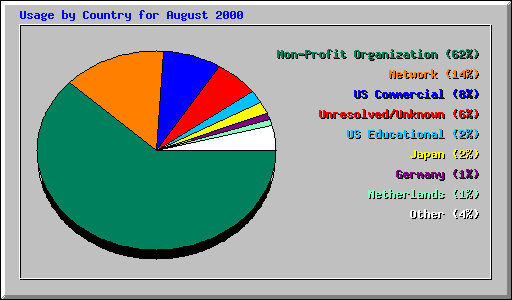 Usage by Country for August 2000
Non-Profit Organization (62%)
Network (14%)
US Commercial (8%)
Unresolved/Unknown (6%)
US Educational (2%)
Japan (2%)
Germany (1%)
Netherlands (1%)
Other (4%)